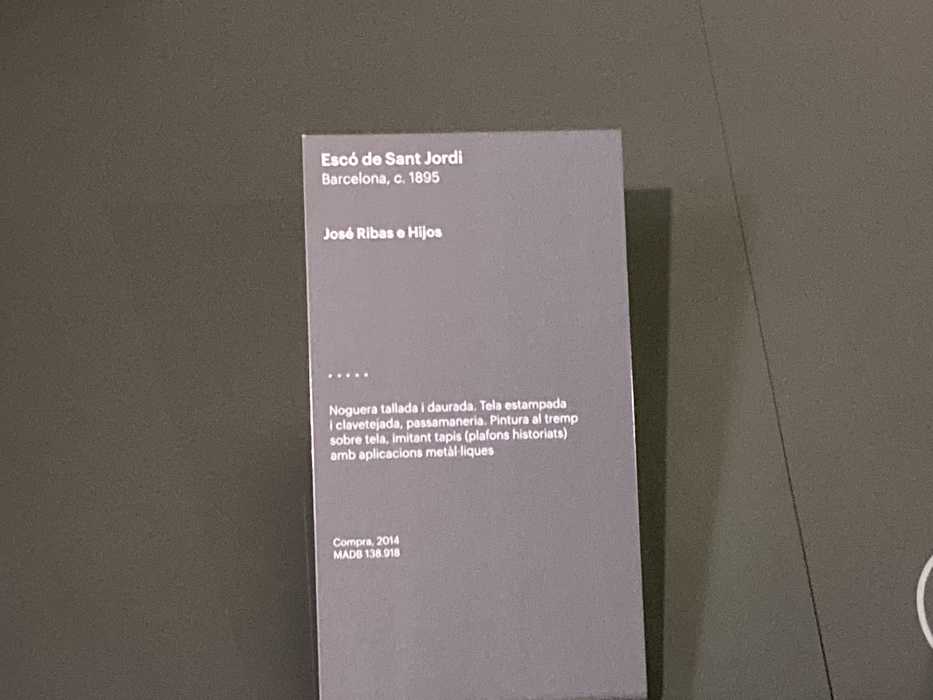 Escó de Sant Jordi
Barcelona, c. 1895
José Ribas e Hijos
.....
Noguera tallada i daurada. Tela estampada
i clavetejada, passamaneria. Pintura al tremp
sobre tela, imitant tapís (plafons historiats)
amb aplicacions metàl·liques
Compra, 2014
MADB 138.918